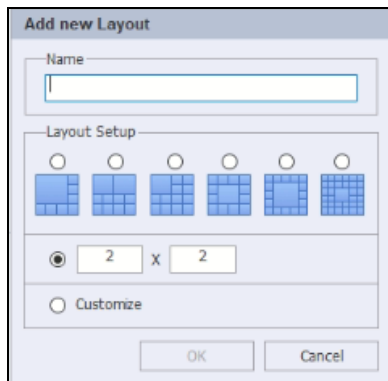 Add new Layout
Name
Layout Setup
2 X 2
Customize
OK Cancel